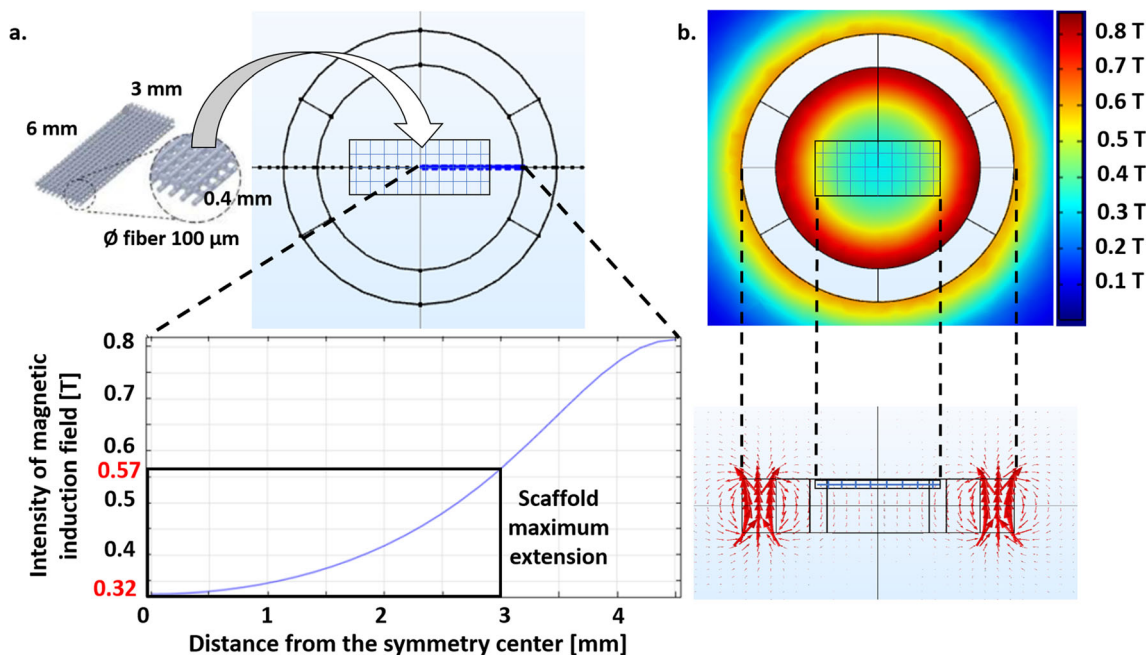 a.
3 mm
6 mm
0.4 mm
Ø fiber 100 µm
b.
0.8 T
0.7 T
0.6 T
0.5 T
0.4 T
0.3 T
0.2 T
0.1 T
Intensity of magnetic
induction field [T]
0.8
0.7
0.6
0.57
0.5
0.4
0.32
Scaffold
maximum
extension
0
1
2
3
4
Distance from the symmetry center [mm]